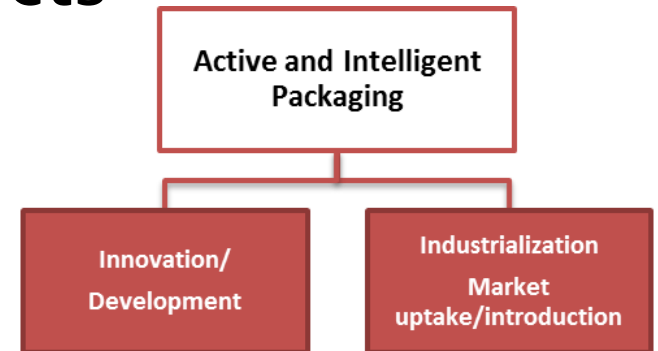 Active and Intelligent
Packaging
Innovation/
Development
Industrialization
Market
uptake/introduction